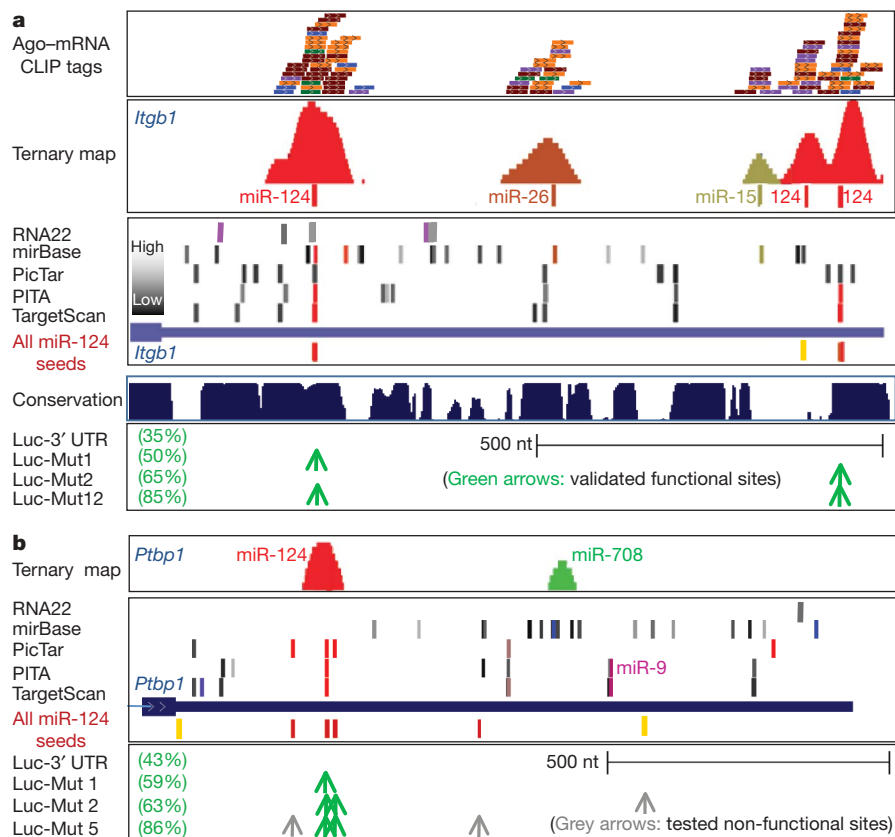 a
Ago–mRNA
CLIP tags
Ternary map
Itgb1
miR-124
miR-26
miR-15
124
124
RNA22
mirBase
PicTar
PITA
TargetScan
High
Low
All miR-124
seeds
Itgb1
Conservation
Luc-3′ UTR
(35%)
500 nt
Luc-Mut1
(50%)
Luc-Mut2
(65%)
(Green arrows: validated functional sites)
Luc-Mut12
(85%)
b
Ternary map
Ptbp1
miR-124
miR-708
RNA22
mirBase
PicTar
PITA
miR-9
TargetScan
Ptbp1
All miR-124
seeds
Luc-3′ UTR
(43%)
500 nt
Luc-Mut 1
(59%)
Luc-Mut 2
(63%)
Luc-Mut 5
(86%)
(Grey arrows: tested non-functional sites)